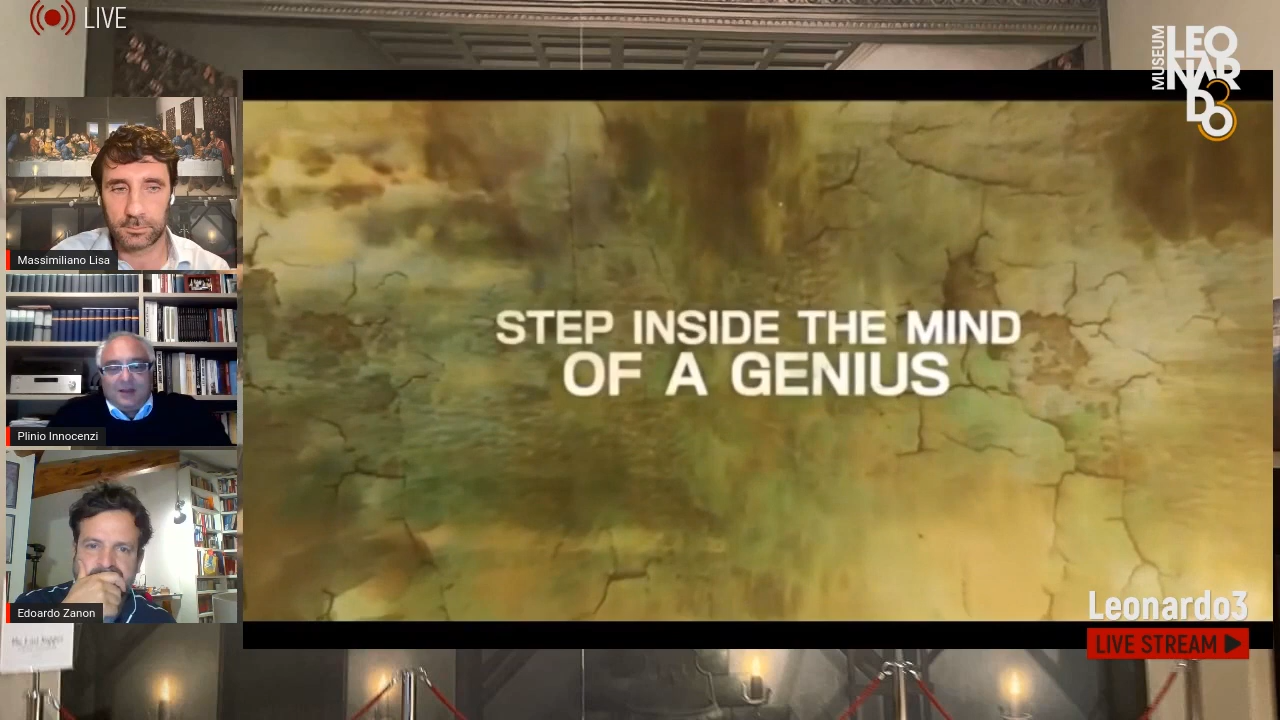 LIVE
MUSEUM
LEO
NAR
DO3
Massimiliano Lisa
Plinio Innocenzi
Edoardo Zanon
STEP INSIDE THE MIND
OF A GENIUS
Leonardo3
LIVE STREAM